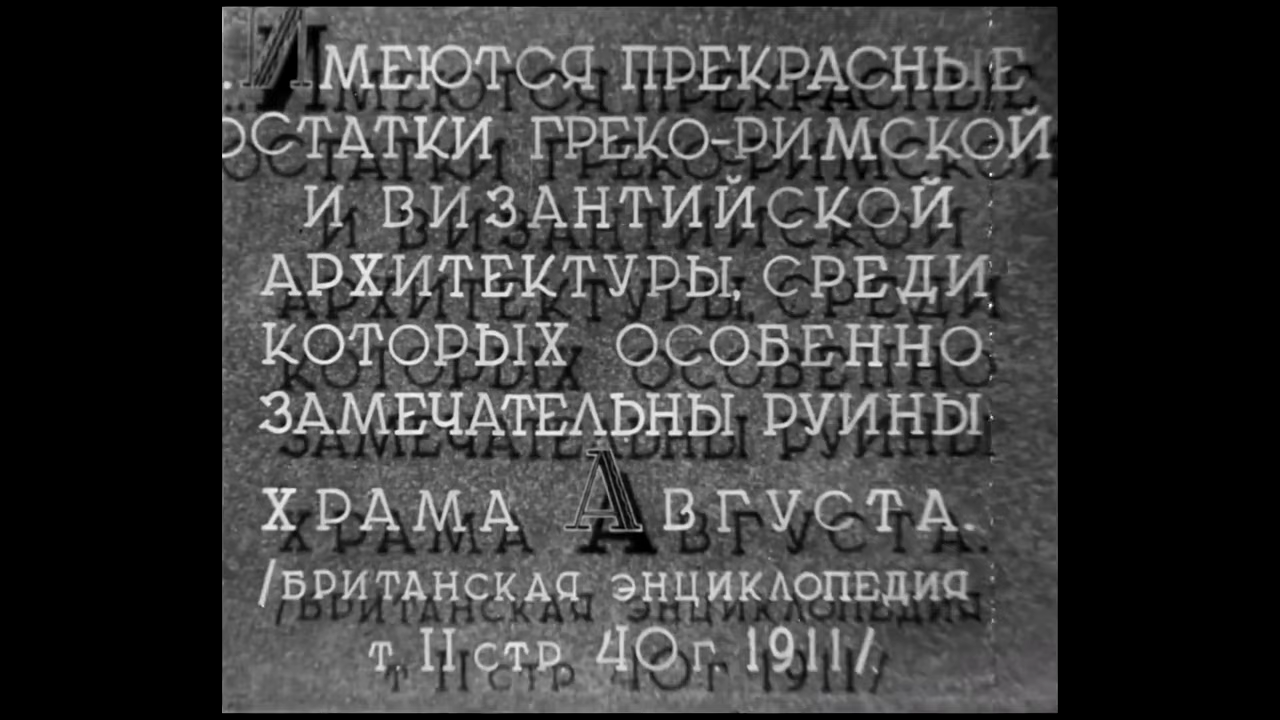 ...ИМЕЮТСЯ ПРЕКРАСНЫЕ
ОСТАТКИ ГРЕКО-РИМСКОЙ
И ВИЗАНТИЙСКОЙ
АРХИТЕКТУРЫ, СРЕДИ
КОТОРЫХ ОСОБЕННО
ЗАМЕЧАТЕЛЬНЫ РУИНЫ
ХРАМА АВГУСТА.
/БРИТАНСКАЯ ЭНЦИКЛОПЕДИЯ
т. II стр. 40 г. 1911/